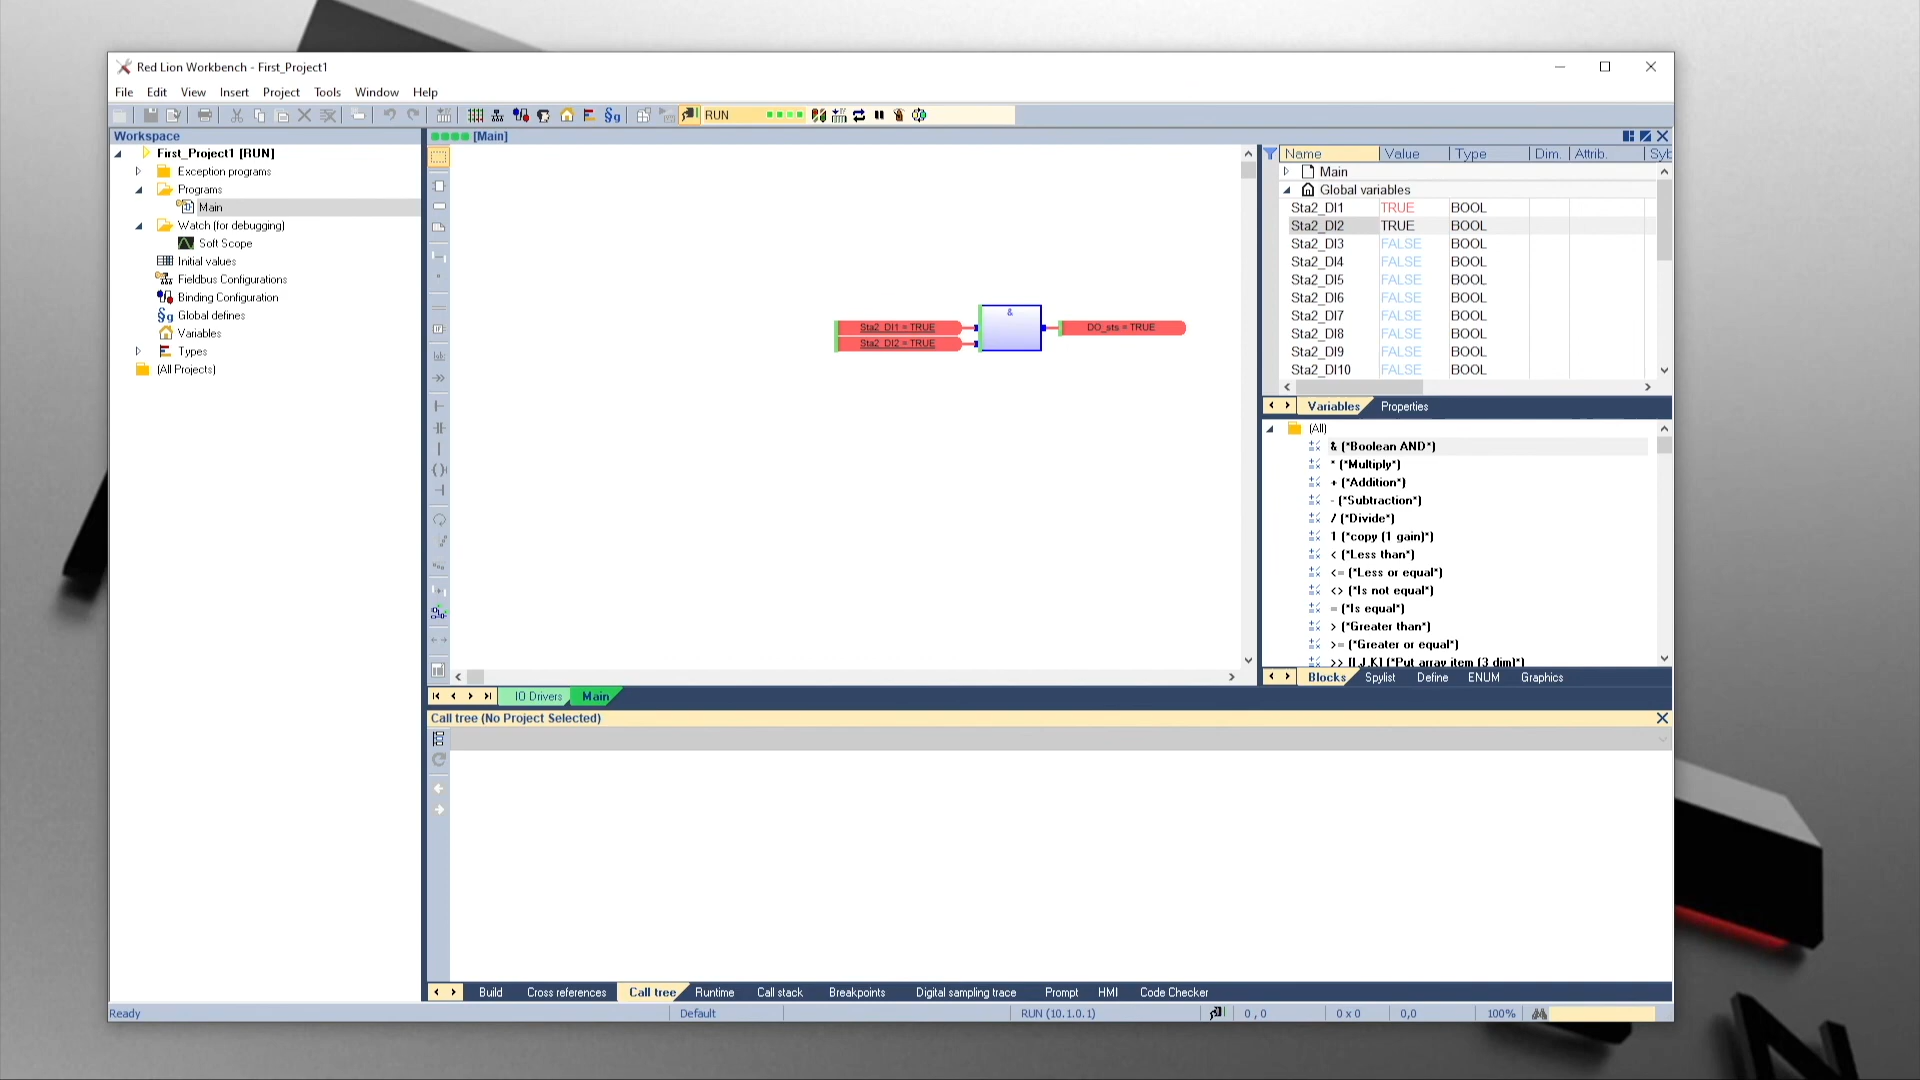 Red Lion Workbench - First_Project1
File Edit View Insert Project Tools Window Help
RUN
Workspace
First_Project1 [RUN]
Exception programs
Programs
Main
Watch (for debugging)
Soft Scope
Initial values
Fieldbus Configurations
Binding Configuration
Global defines
Variables
Types
(All Projects)
[Main]
Sta2_DI1 = TRUE
Sta2_DI2 = TRUE
&
DO_sts = TRUE
Name Value Type Dim. Attrib. Syb
Main
Global variables
Sta2_DI1 TRUE BOOL
Sta2_DI2 TRUE BOOL
Sta2_DI3 FALSE BOOL
Sta2_DI4 FALSE BOOL
Sta2_DI5 FALSE BOOL
Sta2_DI6 FALSE BOOL
Sta2_DI7 FALSE BOOL
Sta2_DI8 FALSE BOOL
Sta2_DI9 FALSE BOOL
Sta2_DI10 FALSE BOOL
Variables Properties
(All)
& (*Boolean AND*)
* (*Multiply*)
+ (*Addition*)
- (*Subtraction*)
/ (*Divide*)
1 (*copy (1 gain)*)
< (*Less than*)
<= (*Less or equal*)
<> (*Is not equal*)
= (*Is equal*)
> (*Greater than*)
>= (*Greater or equal*)
>> [I,J,K] (*Put array item (3 dim)*)
Blocks Spylist Define ENUM Graphics
IO Drivers Main
Call tree (No Project Selected)
Build Cross references Call tree Runtime Call stack Breakpoints Digital sampling trace Prompt HMI Code Checker
Ready Default RUN (10.1.0.1) 0 , 0 0 x 0 0,0 100%